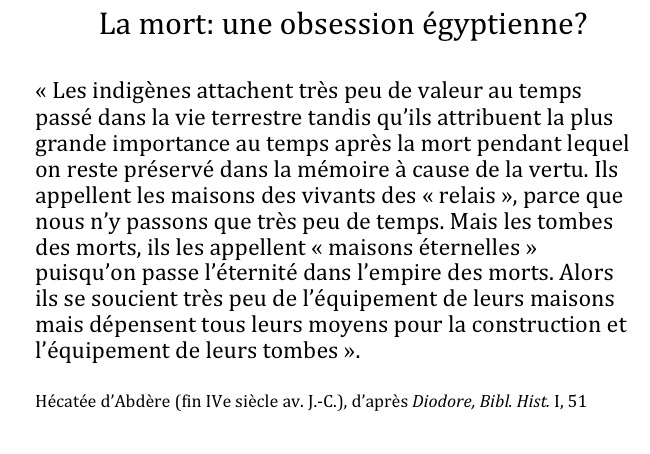 La mort: une obsession égyptienne?
« Les indigènes attachent très peu de valeur au temps
passé dans la vie terrestre tandis qu’ils attribuent la plus
grande importance au temps après la mort pendant lequel
on reste préservé dans la mémoire à cause de la vertu. Ils
appellent les maisons des vivants des « relais », parce que
nous n’y passons que très peu de temps. Mais les tombes
des morts, ils les appellent « maisons éternelles »
puisqu’on passe l’éternité dans l’empire des morts. Alors
ils se soucient très peu de l’équipement de leurs maisons
mais dépensent tous leurs moyens pour la construction et
l’équipement de leurs tombes ».
Hécatée d’Abdère (fin IVe siècle av. J.-C.), d’après Diodore, Bibl. Hist. I, 51